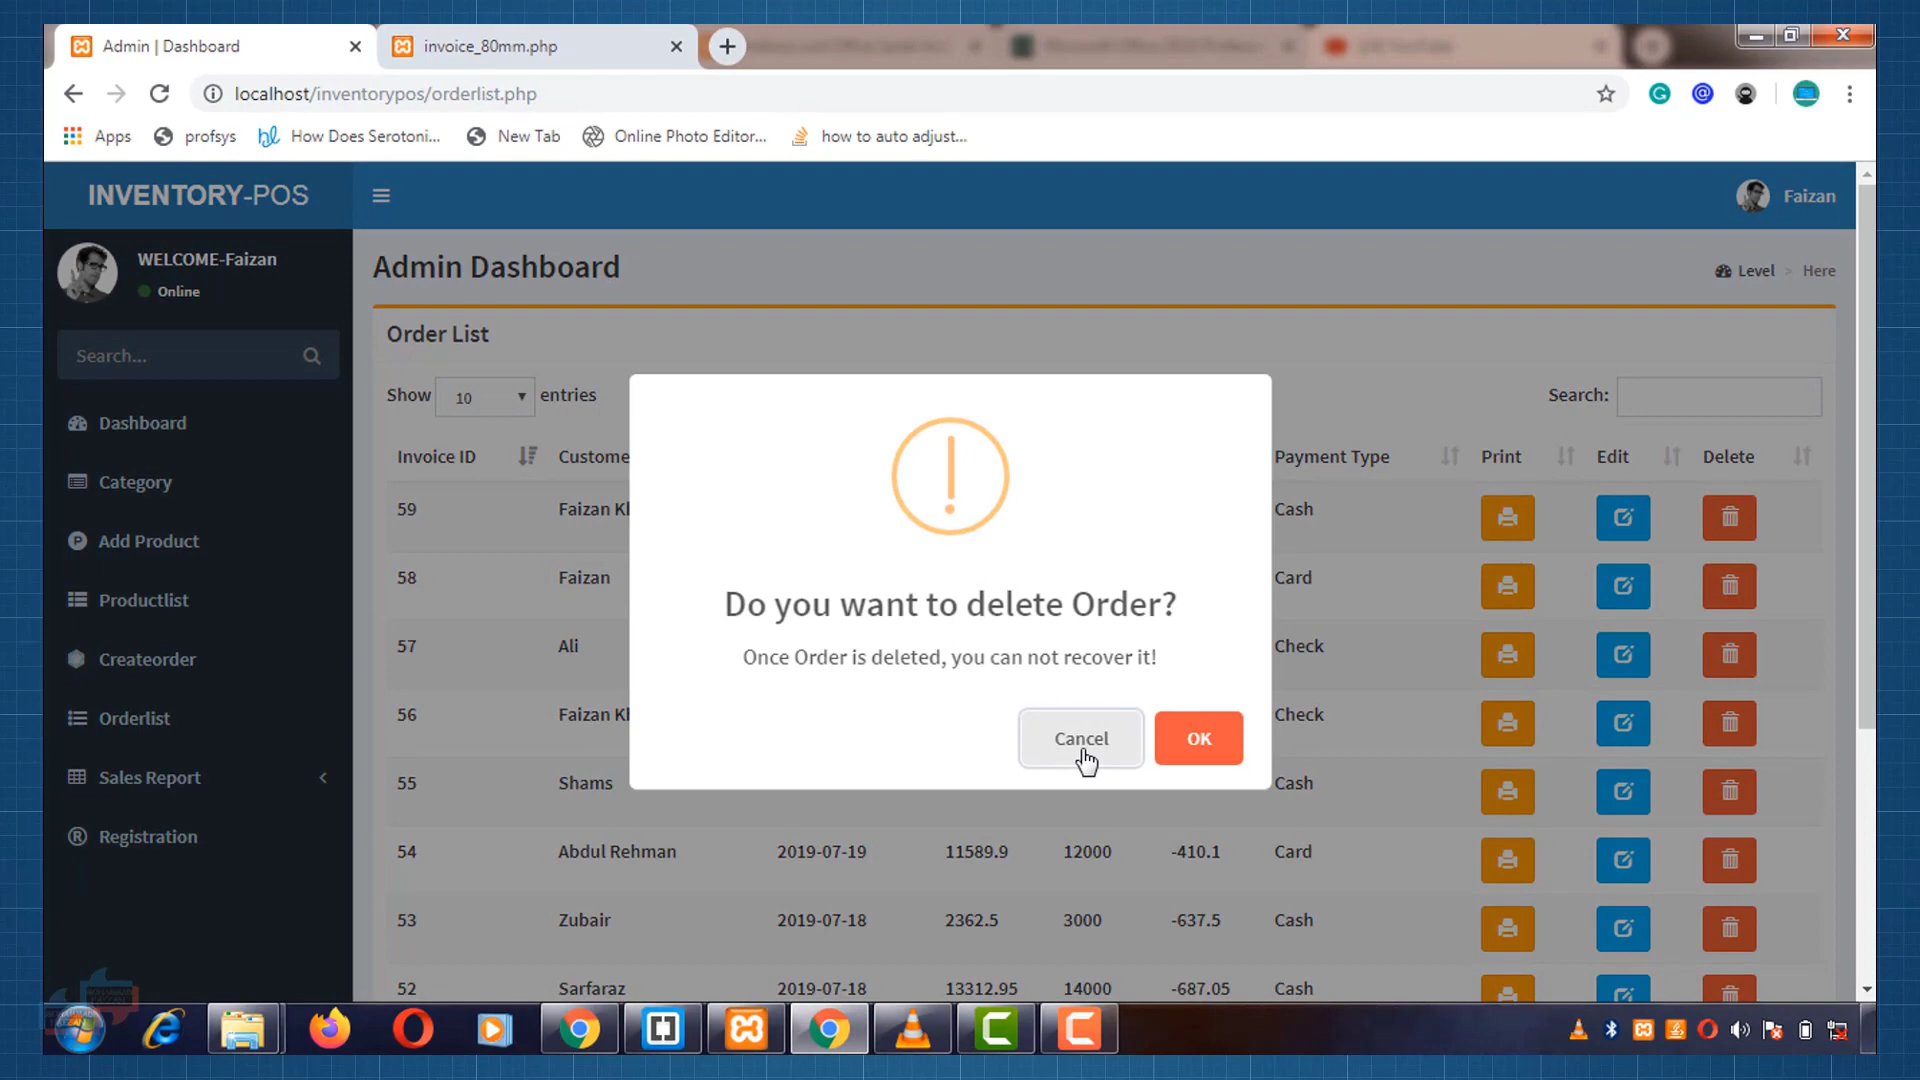 Admin | Dashboard
invoice_80mm.php
localhost/inventorypos/orderlist.php
Apps profsys How Does Serotoni... New Tab Online Photo Editor... how to auto adjust...
INVENTORY-POS
Faizan
WELCOME-Faizan
Online
Search...
Dashboard
Category
Add Product
Productlist
Createorder
Orderlist
Sales Report
Registration
Admin Dashboard
Level > Here
Order List
Show 10 entries
Search:
Invoice ID Custome Payment Type Print Edit Delete
59 Faizan Kh Cash
58 Faizan Card
57 Ali Check
56 Faizan Kh Check
55 Shams Cash
54 Abdul Rehman 2019-07-19 11589.9 12000 -410.1 Card
53 Zubair 2019-07-18 2362.5 3000 -637.5 Cash
52 Sarfaraz 2019-07-18 13312.95 14000 -687.05 Cash
Do you want to delete Order?
Once Order is deleted, you can not recover it!
Cancel
OK